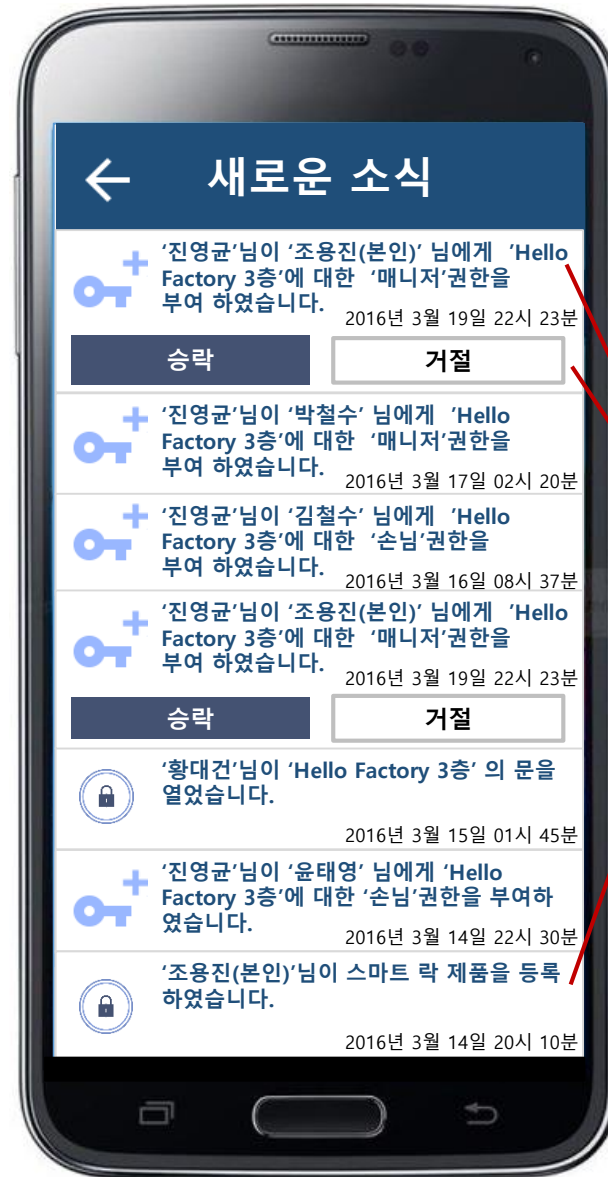 새로운 소식
‘진영균’님이 ‘조용진(본인)’ 님에게 ‘Hello
Factory 3층’에 대한 ‘매니저’권한을
부여 하였습니다.
2016년 3월 19일 22시 23분
승락 거절
‘진영균’님이 ‘박철수’ 님에게 ‘Hello
Factory 3층’에 대한 ‘매니저’권한을
부여 하였습니다.
2016년 3월 17일 02시 20분
‘진영균’님이 ‘김철수’ 님에게 ‘Hello
Factory 3층’에 대한 ‘손님’권한을
부여 하였습니다.
2016년 3월 16일 08시 37분
‘진영균’님이 ‘조용진(본인)’ 님에게 ‘Hello
Factory 3층’에 대한 ‘매니저’권한을
부여 하였습니다.
2016년 3월 19일 22시 23분
승락 거절
‘황대건’님이 ‘Hello Factory 3층’ 의 문을
열었습니다.
2016년 3월 15일 01시 45분
‘진영균’님이 ‘윤태영’ 님에게 ‘Hello
Factory 3층’에 대한 ‘손님’권한을 부여하
였습니다.
2016년 3월 14일 22시 30분
‘조용진(본인)’님이 스마트 락 제품을 등록
하였습니다.
2016년 3월 14일 20시 10분